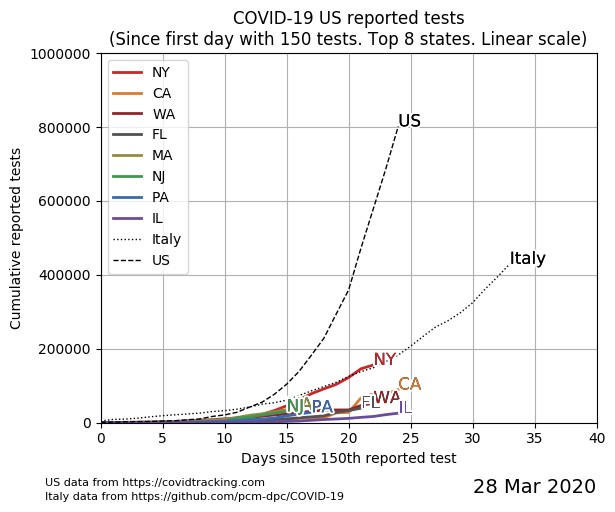 COVID-19 US reported tests
(Since first day with 150 tests. Top 8 states. Linear scale)
1000000
800000
600000
400000
200000
0
Cumulative reported tests
NY
CA
WA
FL
MA
NJ
PA
IL
Italy
US
US
Italy
NY
CA
WA
FL
MA
NJ
PA
IL
0 5 10 15 20 25 30 35 40
Days since 150th reported test
US data from https://covidtracking.com
Italy data from https://github.com/pcm-dpc/COVID-19
28 Mar 2020